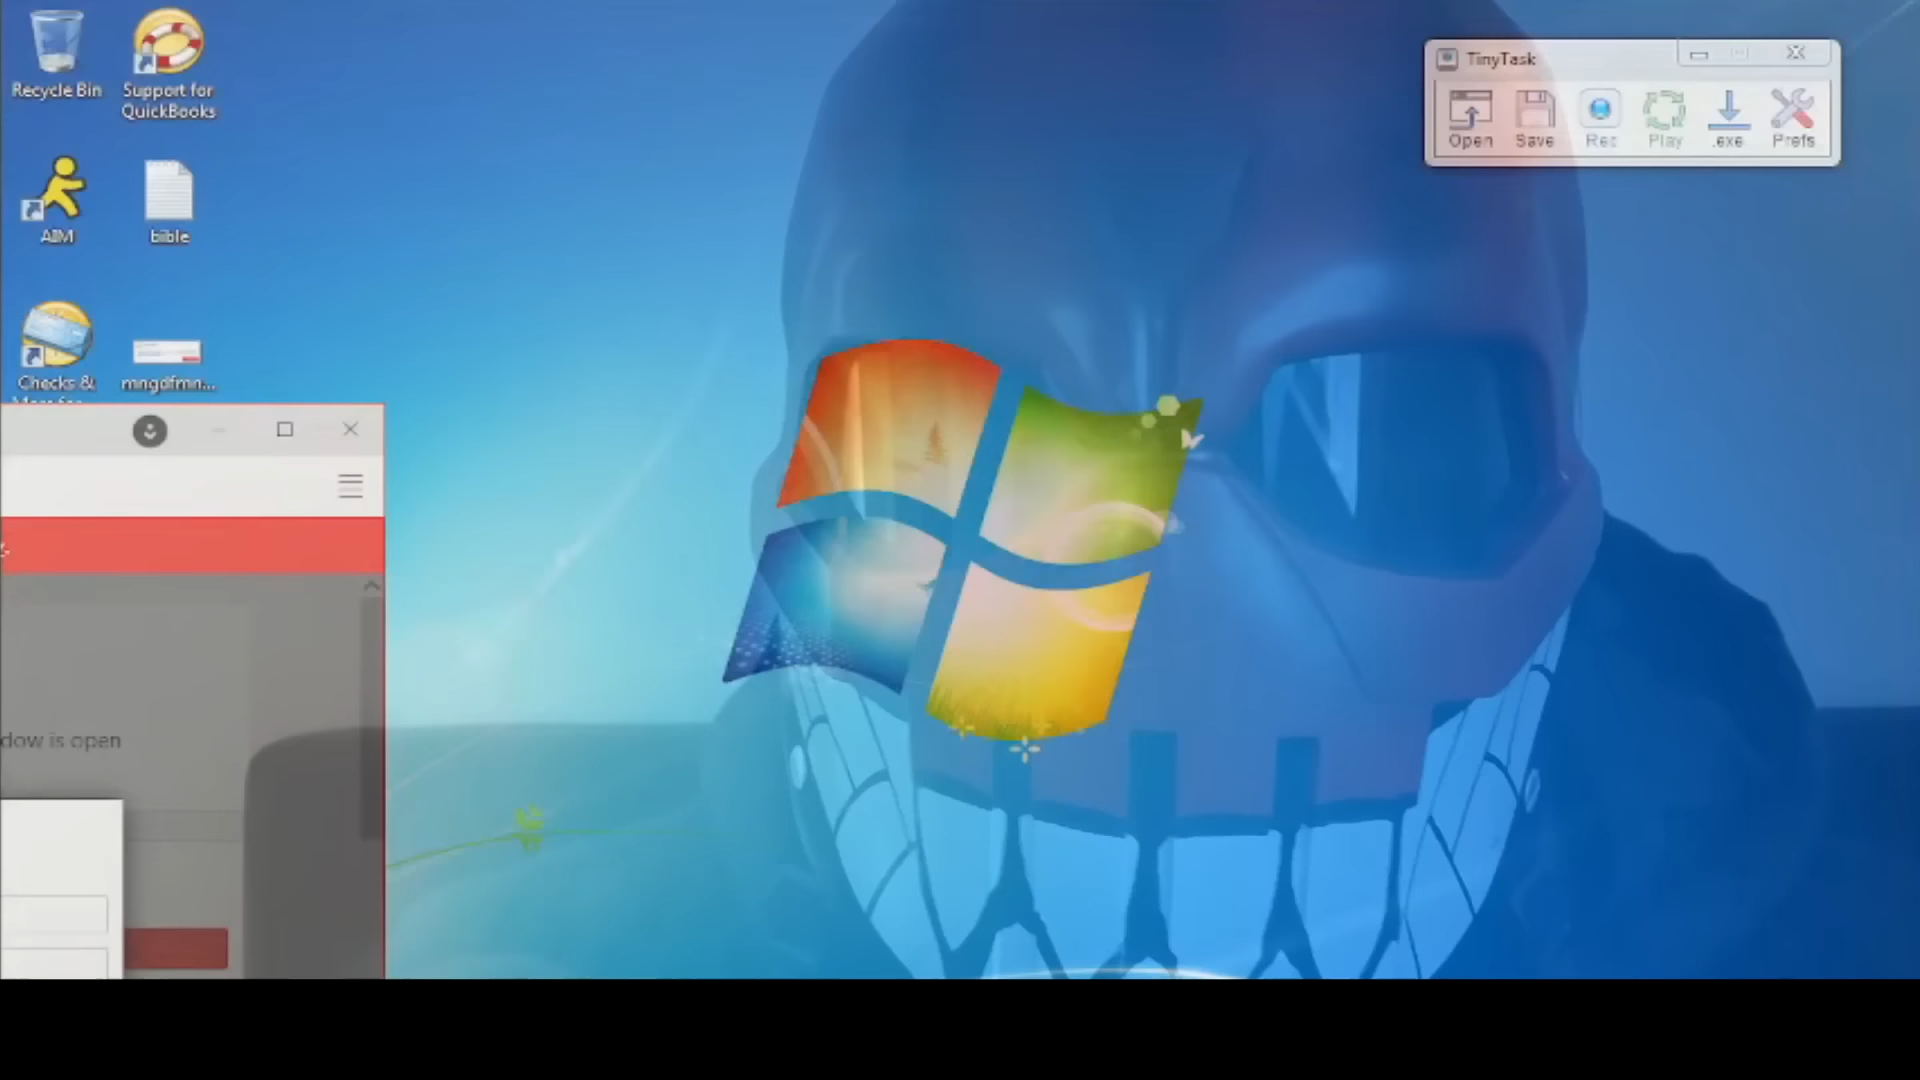 Recycle Bin
Support for
QuickBooks
TinyTask
Open
Save
Rec
Play
.exe
Prefs
AIM
bible
Checks &
mngdfmn...
dow is open